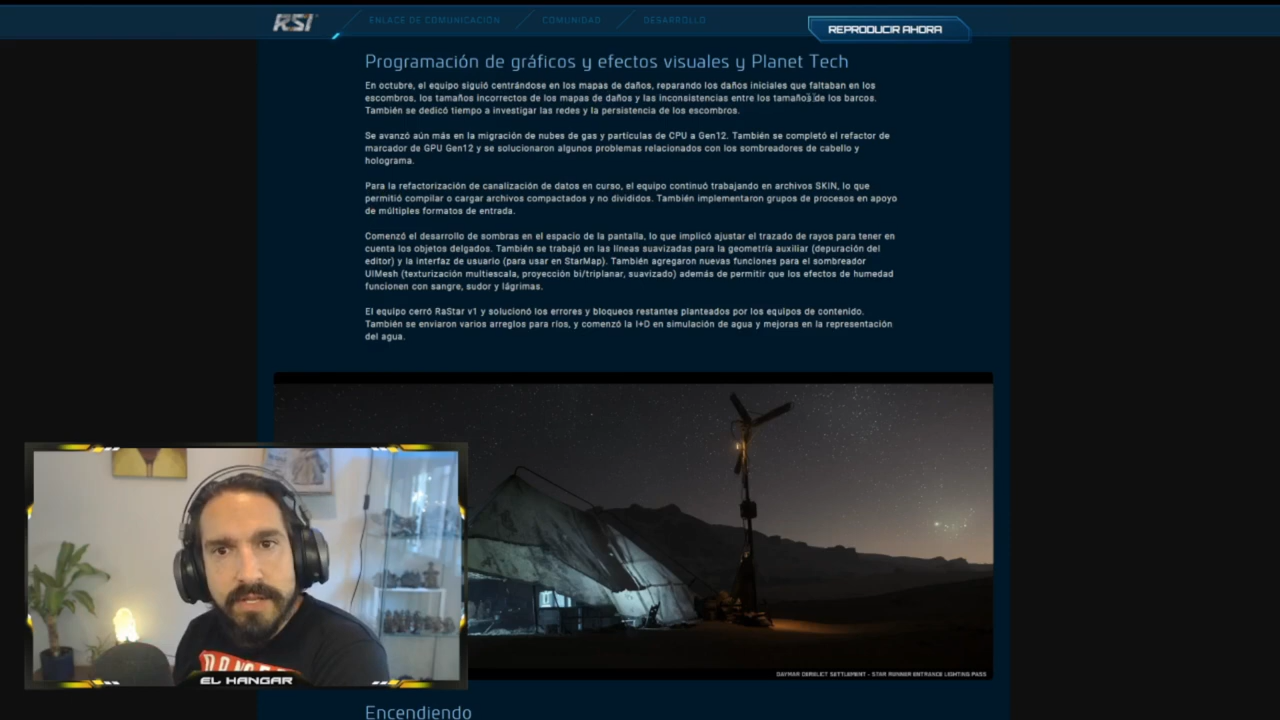 RSI
ENLACE DE COMUNICACIÓN
COMUNIDAD
DESARROLLO
REPRODUCIR AHORA
Programación de gráficos y efectos visuales y Planet Tech
En octubre, el equipo siguió centrándose en los mapas de daños, reparando los daños iniciales que faltaban en los
escombros, los tamaños incorrectos de los mapas de daños y las inconsistencias entre los tamaños de los barcos.
También se dedicó tiempo a investigar las redes y la persistencia de los escombros.
Se avanzó aún más en la migración de nubes de gas y partículas de CPU a Gen12. También se completó el refactor de
marcador de GPU Gen12 y se solucionaron algunos problemas relacionados con los sombreadores de cabello y
holograma.
Para la refactorización de canalización de datos en curso, el equipo continuó trabajando en archivos SKIN, lo que
permitió compilar o cargar archivos compactados y no divididos. También implementaron grupos de procesos en apoyo
de múltiples formatos de entrada.
Comenzó el desarrollo de sombras en el espacio de la pantalla, lo que implicó ajustar el trazado de rayos para tener en
cuenta los objetos delgados. También se trabajó en las líneas suavizadas para la geometría auxiliar (depuración del
editor) y la interfaz de usuario (para usar en StarMap). También agregaron nuevas funciones para el sombreador
UIMesh (texturización multiescala, proyección bi/triplanar, suavizado) además de permitir que los efectos de humedad
funcionen con sangre, sudor y lágrimas.
El equipo cerró RaStar v1 y solucionó los errores y bloqueos restantes planteados por los equipos de contenido.
También se enviaron varios arreglos para ríos, y comenzó la I+D en simulación de agua y mejoras en la representación
del agua.
EL HANGAR
DAYMAR DERELICT SETTLEMENT - STAR RUNNER ENTRANCE LIGHTING PASS
Encendiendo